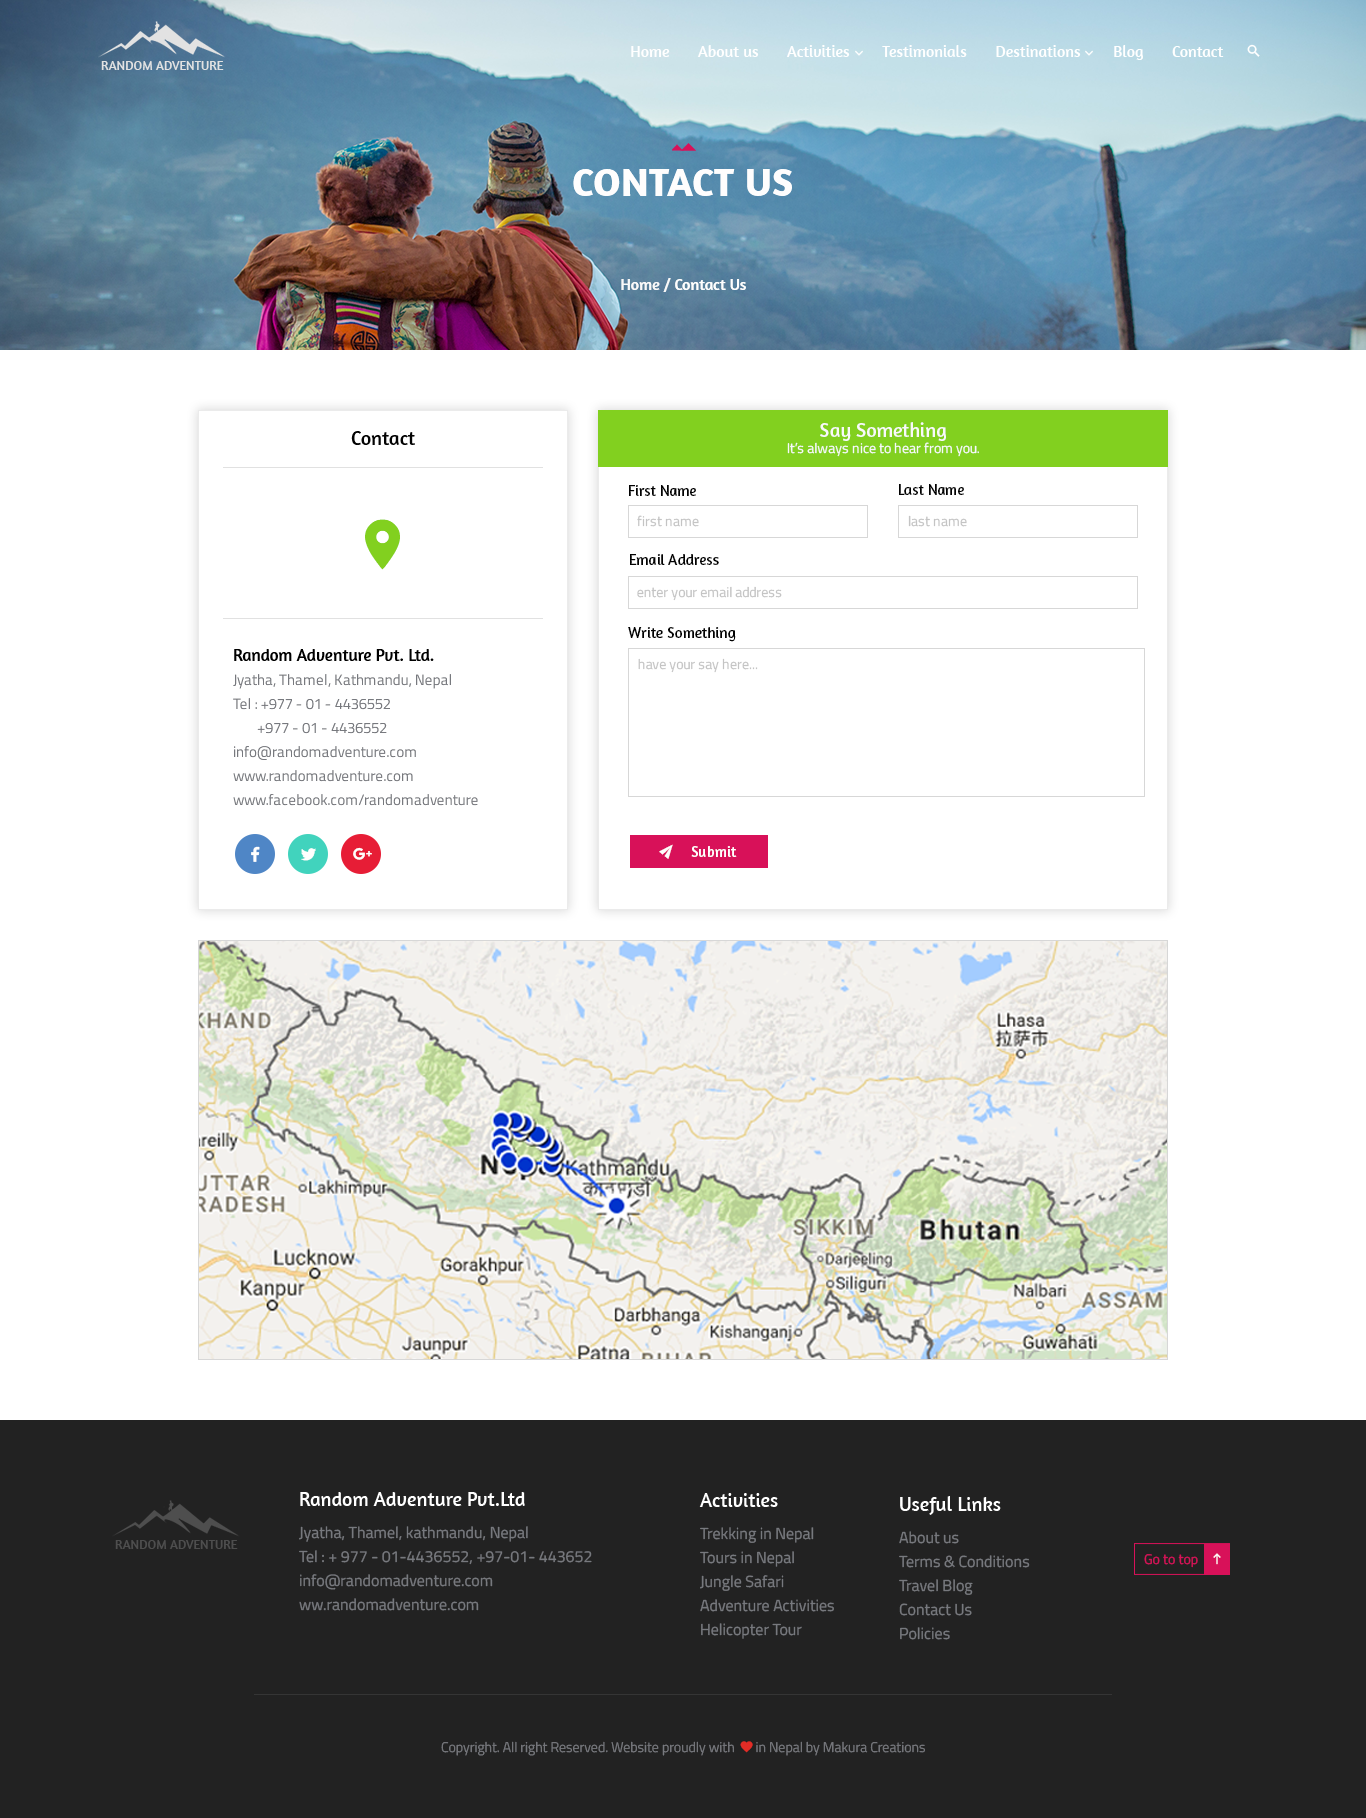 RANDOM ADVENTURE
Home About us Activities Testimonials Destinations Blog Contact
CONTACT US
Home / Contact Us
Contact
Random Adventure Pvt. Ltd.
Jyatha, Thamel, Kathmandu, Nepal
Tel : +977 - 01 - 4436552
+977 - 01 - 4436552
info@randomadventure.com
www.randomadventure.com
www.facebook.com/randomadventure
Say Something
It's always nice to hear from you.
First Name
Last Name
first name
last name
Email Address
enter your email address
Write Something
have your say here...
Submit
KHAND
Lhasa
拉萨市
areilly
UTTAR
RADESH
Lakhimpur
Kathmandu
SIKKIM
Bhutan
Darjeeling
Siliguri
Lucknow
Gorakhpur
Kanpur
Nalbari
ASSAM
Darbhanga
Kishanganj
Guwahati
Jaunpur
Patna
BIHAR
RANDOM ADVENTURE
Random Adventure Pvt.Ltd
Jyatha, Thamel, kathmandu, Nepal
Tel : + 977 - 01-4436552, +97-01- 443652
info@randomadventure.com
ww.randomadventure.com
Activities
Trekking in Nepal
Tours in Nepal
Jungle Safari
Adventure Activities
Helicopter Tour
Useful Links
About us
Terms & Conditions
Travel Blog
Contact Us
Policies
Go to top
Copyright. All right Reserved. Website proudly with in Nepal by Makura Creations